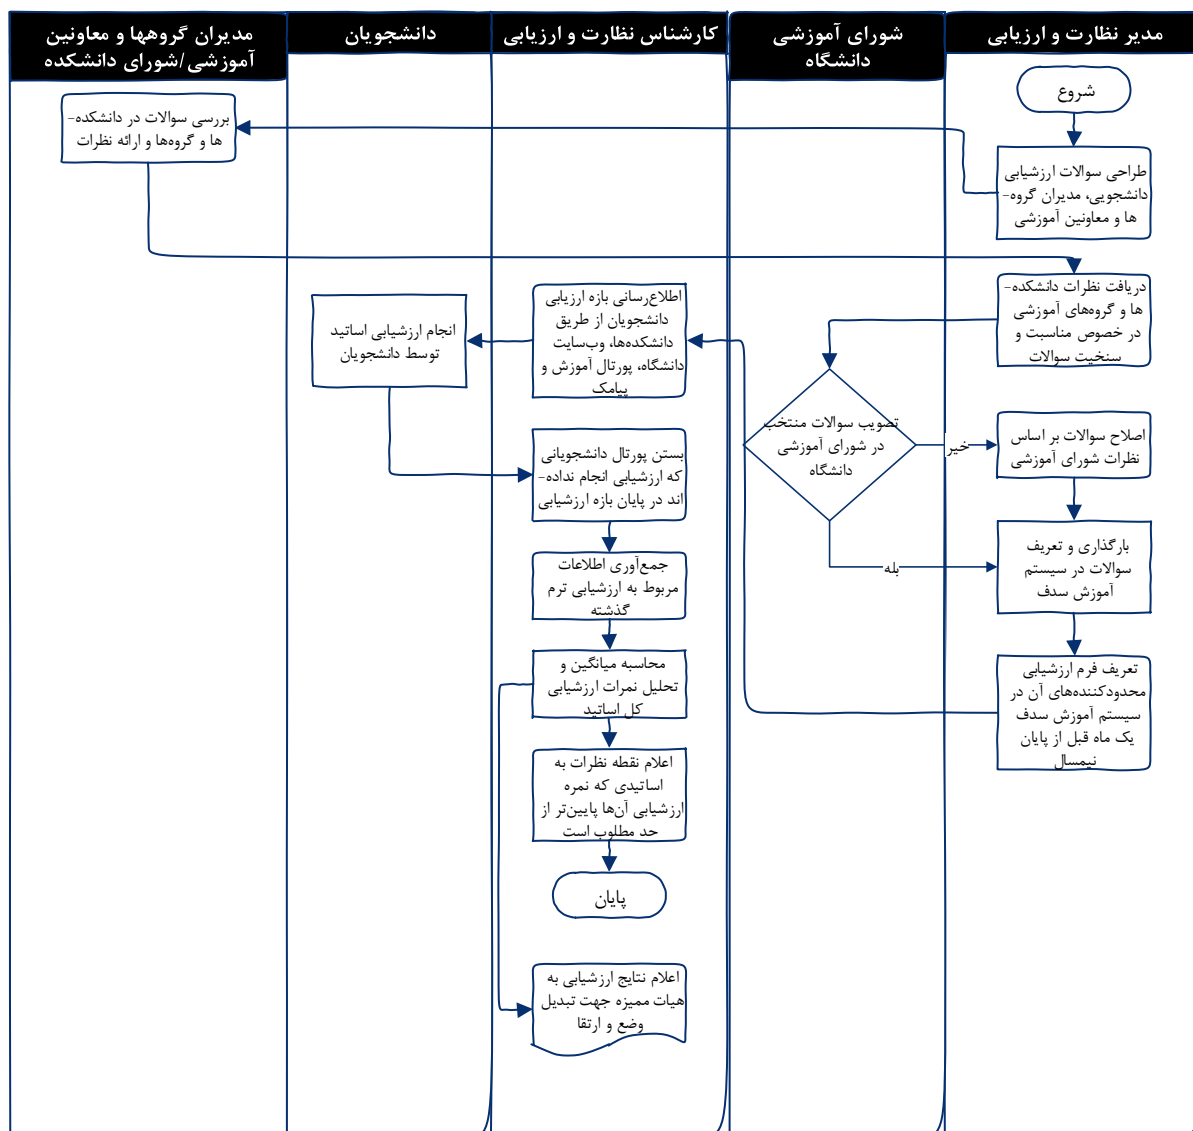 مدیر نظارت و ارزیابی
شورای آموزشی
دانشگاه
کارشناس نظارت و ارزیابی
دانشجویان
مدیران گروهها و معاونین
آموزشی/شورای دانشکده
شروع
طراحی سوالات ارزشیابی
دانشجویی، مدیران گروه-
ها و معاونین آموزشی
بررسی سوالات در دانشکده-
ها و گروه‌ها و ارائه نظرات
دریافت نظرات دانشکده-
ها و گروه‌های آموزشی
در خصوص مناسبت و
سنخیت سوالات
تصویب سوالات منتخب
در شورای آموزشی
دانشگاه
خیر
بله
اصلاح سوالات بر اساس
نظرات شورای آموزشی
بارگذاری و تعریف
سوالات در سیستم
آموزش سدف
تعریف فرم ارزشیابی
محدودکننده‌های آن در
سیستم آموزش سدف
یک ماه قبل از پایان
نیمسال
اطلاع‌رسانی بازه ارزیابی
دانشجویان از طریق
دانشکده‌ها، وب‌سایت
دانشگاه، پورتال آموزش و
پیامک
انجام ارزشیابی اساتید
توسط دانشجویان
بستن پورتال دانشجویانی
که ارزشیابی انجام نداده-
اند در پایان بازه ارزشیابی
جمع‌آوری اطلاعات
مربوط به ارزشیابی ترم
گذشته
محاسبه میانگین و
تحلیل نمرات ارزشیابی
کل اساتید
اعلام نقطه نظرات به
اساتیدی که نمره
ارزشیابی آن‌ها پایین‌تر از
حد مطلوب است
پایان
اعلام نتایج ارزشیابی به
هیات ممیزه جهت تبدیل
وضع و ارتقا